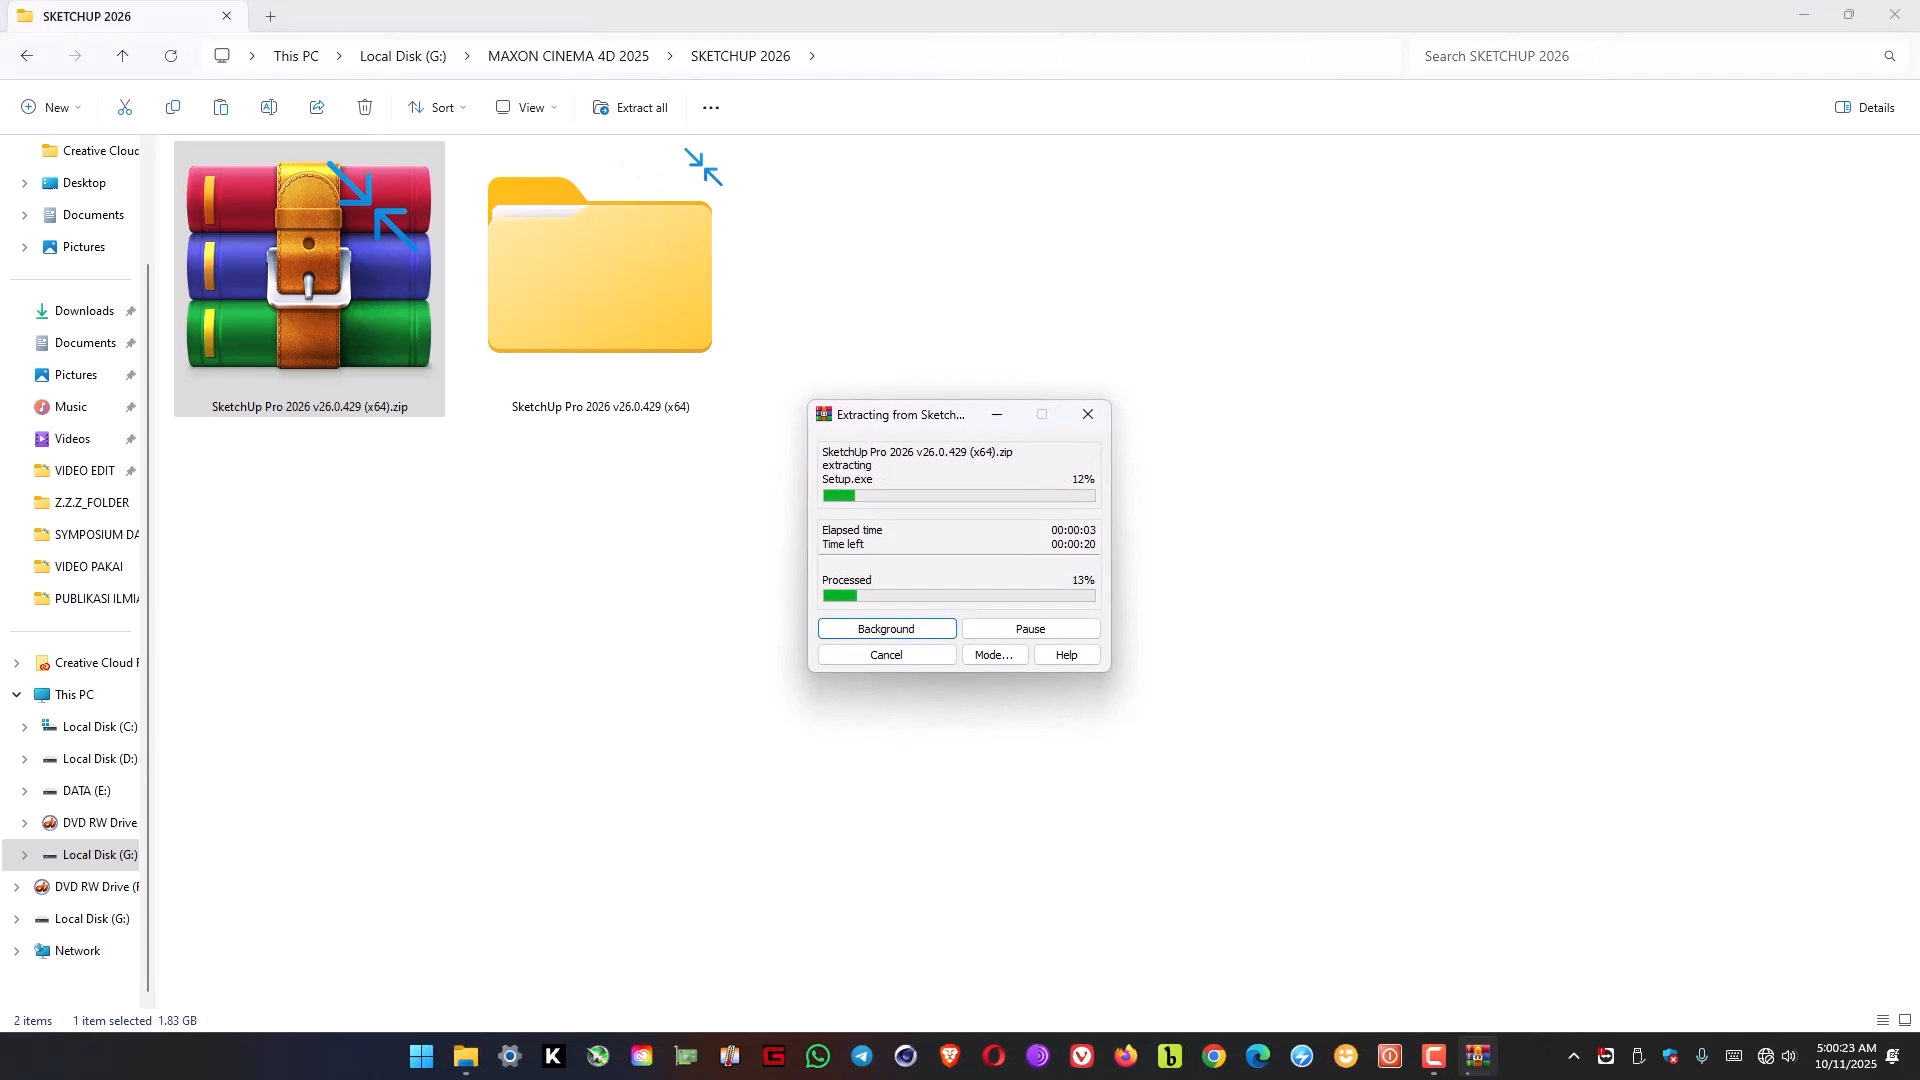 SKETCHUP 2026
This PC
Local Disk (G:)
MAXON CINEMA 4D 2025
SKETCHUP 2026
Search SKETCHUP 2026
New
Sort
View
Extract all
Details
Creative Cloud
Desktop
Documents
Pictures
Downloads
Documents
Pictures
Music
Videos
VIDEO EDIT
Z.Z.Z_FOLDER
SYMPOSIUM DA
VIDEO PAKAI
PUBLIKASI ILMIA
Creative Cloud F
This PC
Local Disk (C:)
Local Disk (D:)
DATA (E:)
DVD RW Drive
Local Disk (G:)
DVD RW Drive (F
Local Disk (G:)
Network
SketchUp Pro 2026 v26.0.429 (x64).zip
SketchUp Pro 2026 v26.0.429 (x64)
Extracting from Sketch...
SketchUp Pro 2026 v26.0.429 (x64).zip
extracting
Setup.exe 12%
Elapsed time 00:00:03
Time left 00:00:20
Processed 13%
Background
Pause
Cancel
Mode...
Help
2 items 1 item selected 1.83 GB
5:00:23 AM
10/11/2025